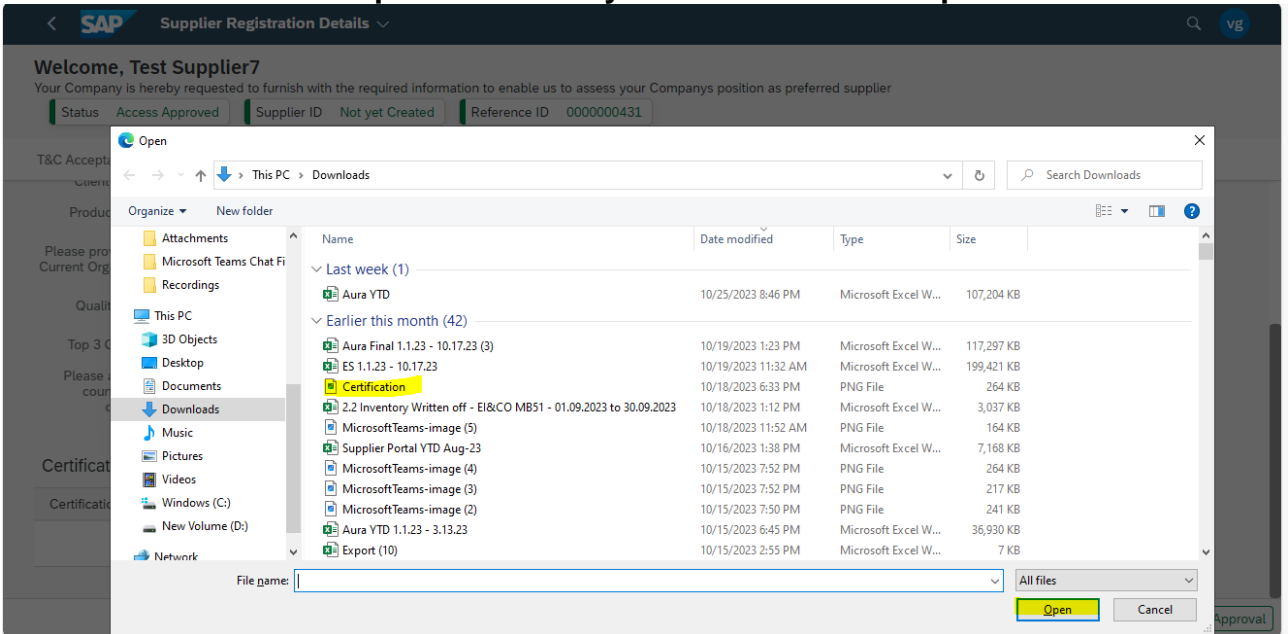 SAP Supplier Registration Details vg
Welcome, Test Supplier7
Your Company is hereby requested to furnish with the required information to enable us to assess your Companys position as preferred supplier
Status Access Approved Supplier ID Not yet Created Reference ID 0000000431
Open
T&C Accepta
This PC > Downloads Search Downloads
Client
Organize New folder
Produc
Attachments
Name Date modified Type Size
Please pro
Microsoft Teams Chat Fi
Current Org
Last week (1)
Recordings
Aura YTD 10/25/2023 8:46 PM Microsoft Excel W... 107,204 KB
Qualit
This PC
Earlier this month (42)
3D Objects
Top 3 C
Aura Final 1.1.23 - 10.17.23 (3) 10/19/2023 1:23 PM Microsoft Excel W... 117,297 KB
Desktop
ES 1.1.23 - 10.17.23 10/19/2023 11:32 AM Microsoft Excel W... 199,421 KB
Please
Documents
Certification 10/18/2023 6:33 PM PNG File 264 KB
coun
Downloads
2.2 Inventory Written off - EI&CO MB51 - 01.09.2023 to 30.09.2023 10/18/2023 1:12 PM Microsoft Excel W... 3,037 KB
Music
MicrosoftTeams-image (5) 10/18/2023 11:52 AM PNG File 164 KB
Pictures
Supplier Portal YTD Aug-23 10/16/2023 1:38 PM Microsoft Excel W... 7,168 KB
Certificat
MicrosoftTeams-image (4) 10/15/2023 7:52 PM PNG File 264 KB
Videos
MicrosoftTeams-image (3) 10/15/2023 7:52 PM PNG File 217 KB
Certificatio
Windows (C:)
MicrosoftTeams-image (2) 10/15/2023 7:50 PM PNG File 241 KB
New Volume (D:)
Aura YTD 1.1.23 - 3.13.23 10/15/2023 6:45 PM Microsoft Excel W... 36,930 KB
Network
Export (10) 10/15/2023 2:55 PM Microsoft Excel W... 7 KB
File name: All files
Open Cancel
Approval